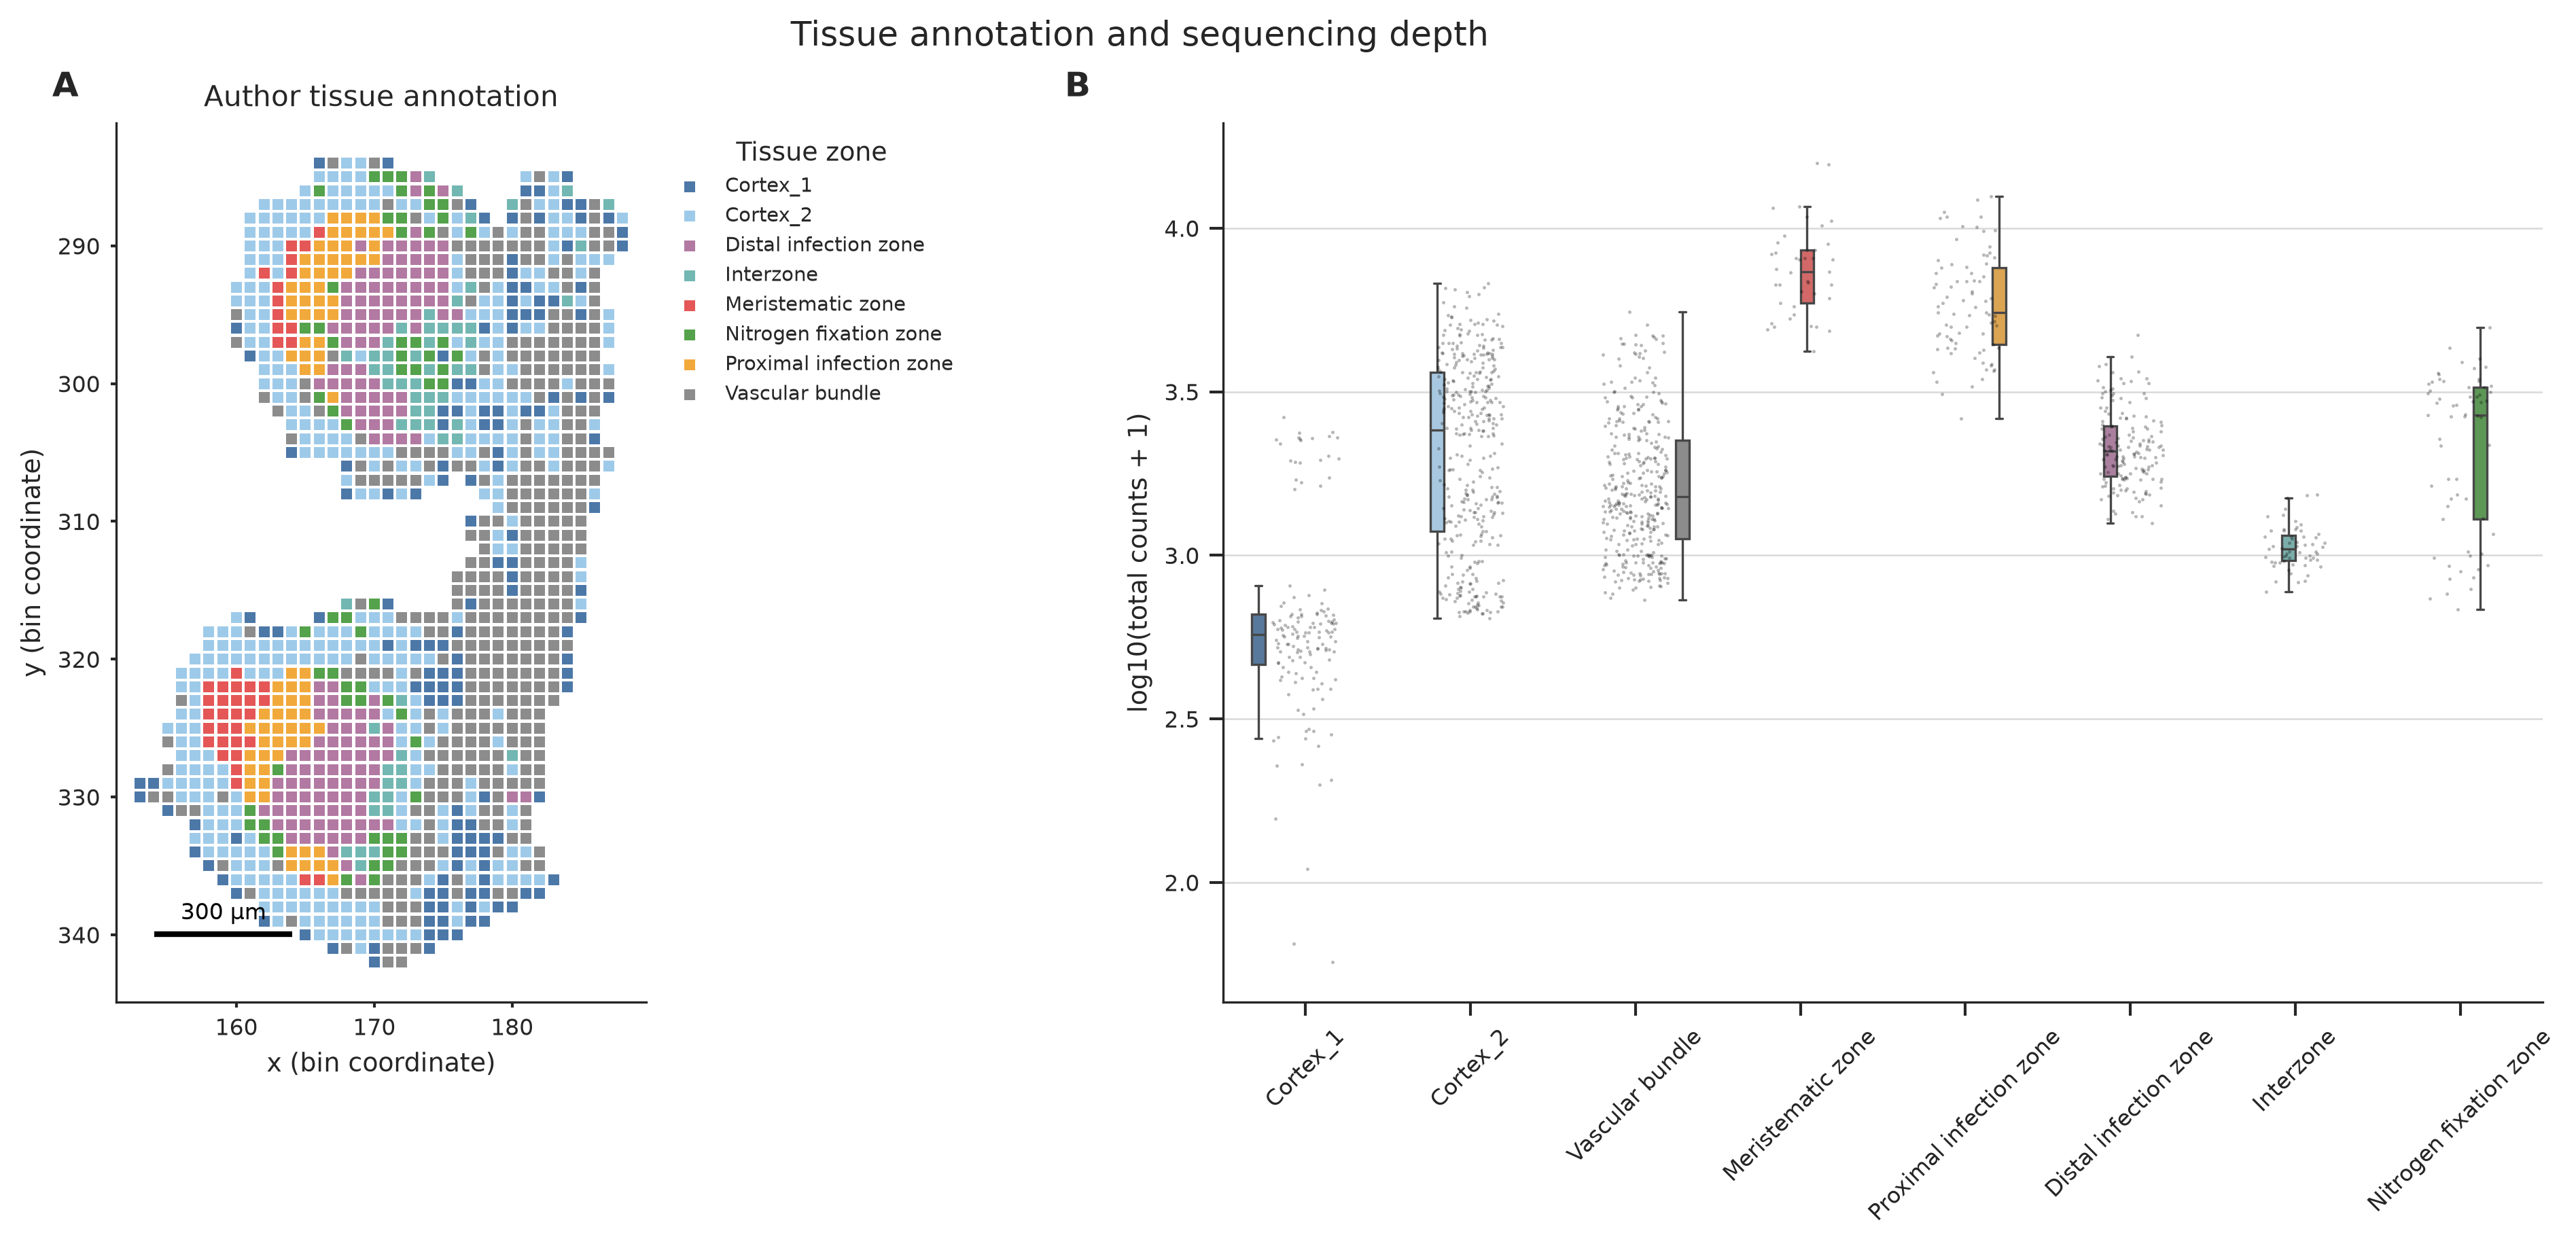 Tissue annotation and sequencing depth
A
Author tissue annotation
y (bin coordinate)
290
300
310
320
330
340
300 µm
160
170
180
x (bin coordinate)
Tissue zone
Cortex_1
Cortex_2
Distal infection zone
Interzone
Meristematic zone
Nitrogen fixation zone
Proximal infection zone
Vascular bundle
B
log10(total counts + 1)
4.0
3.5
3.0
2.5
2.0
Cortex_1
Cortex_2
Vascular bundle
Meristematic zone
Proximal infection zone
Distal infection zone
Interzone
Nitrogen fixation zone